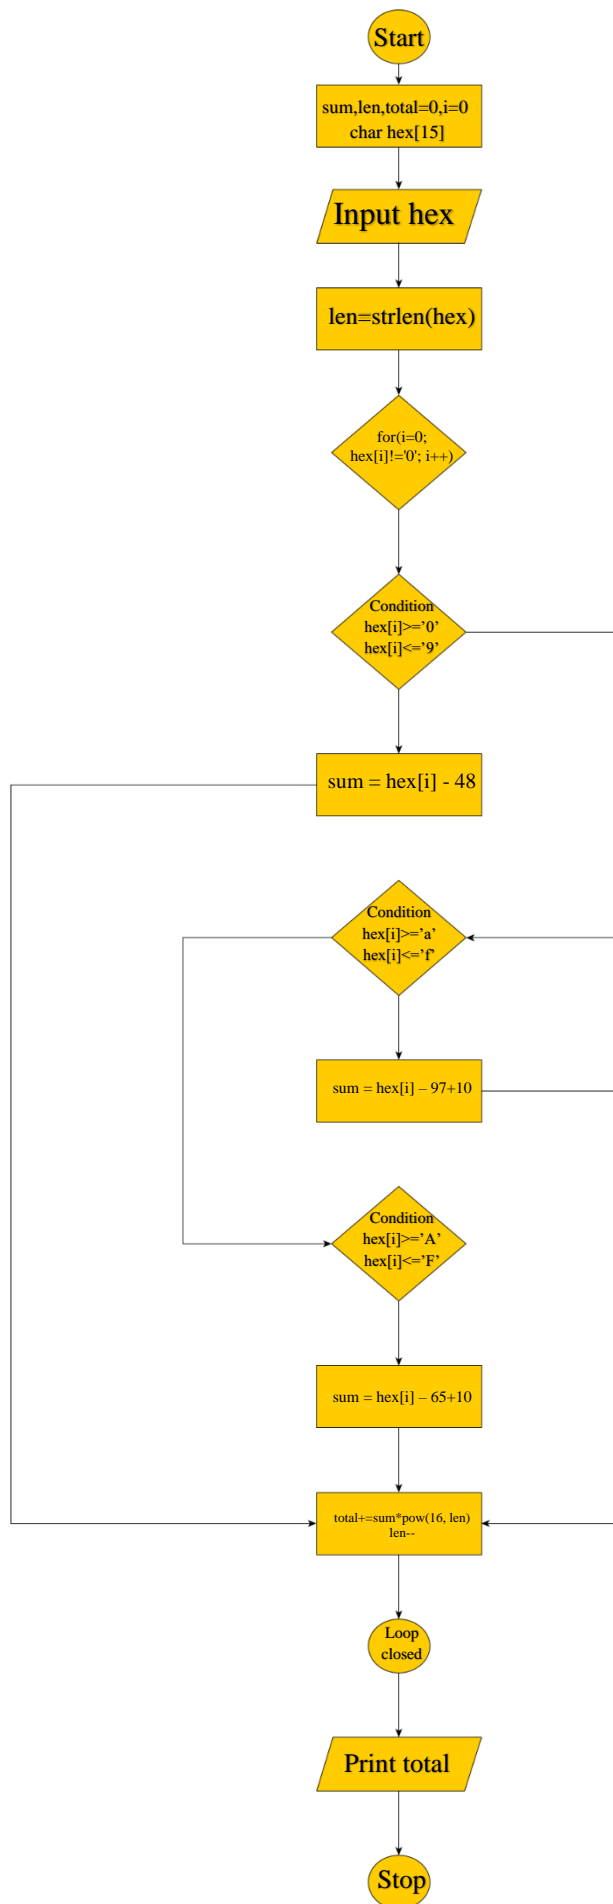 Start
sum,len,total=0,i=0
char hex[15]
Input hex
len=strlen(hex)
for(i=0;
hex[i]!='0'; i++)
Condition
hex[i]>=’0’
hex[i]<=’9’
sum = hex[i] - 48
Condition
hex[i]>=’a’
hex[i]<=’f’
sum = hex[i] – 97+10
Condition
hex[i]>=’A’
hex[i]<=’F’
sum = hex[i] – 65+10
total+=sum*pow(16, len)
len--
Loop
closed
Print total
Stop